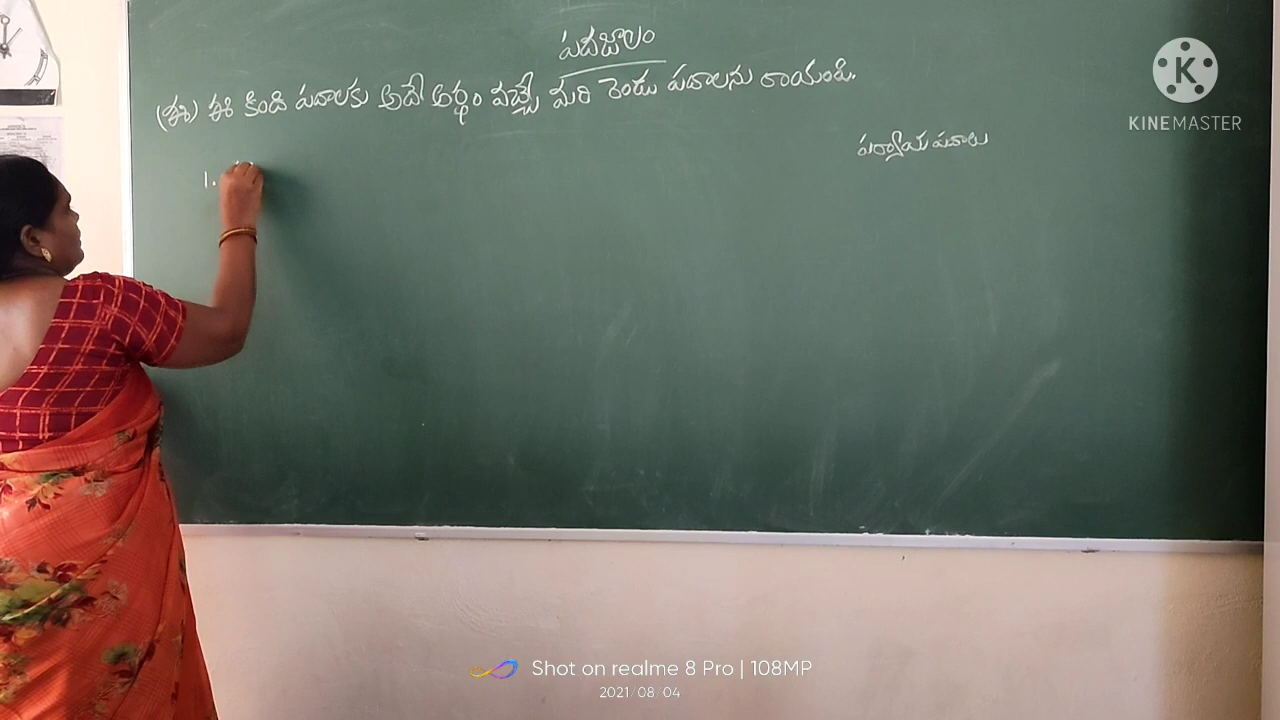 పదజాలం
(ఈ) ఈ కింది పదాలకు అదే అర్థం వచ్చే మరి రెండు పదాలను రాయండి.
పర్యాయ పదాలు
1.
KINEMASTER
Shot on realme 8 Pro | 108MP
2021/08/04